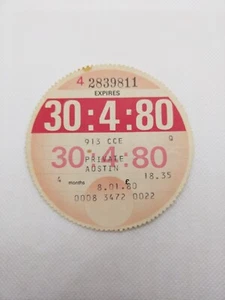 4 2839811
EXPIRES
30:4:80
913 CCE
30:4:80
PRIVATE
AUSTIN
18.35
4 months
8.01.80
0008 3472 0022